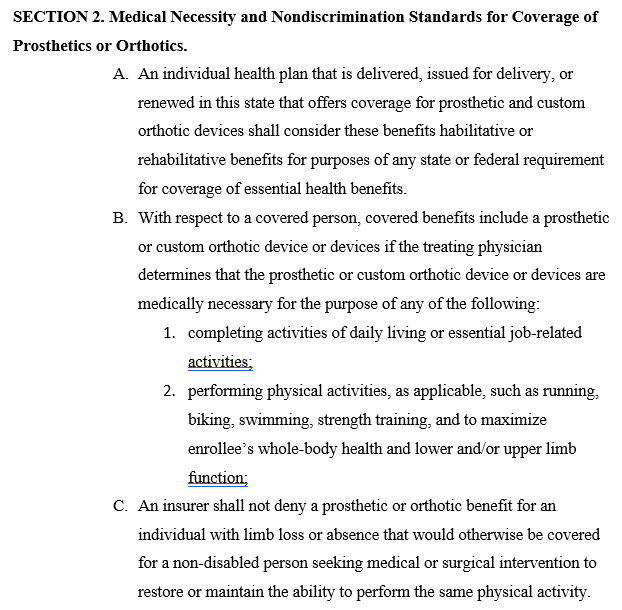 SECTION 2. Medical Necessity and Nondiscrimination Standards for Coverage of
Prosthetics or Orthotics.
A. An individual health plan that is delivered, issued for delivery, or
renewed in this state that offers coverage for prosthetic and custom
orthotic devices shall consider these benefits habilitative or
rehabilitative benefits for purposes of any state or federal requirement
for coverage of essential health benefits.
B. With respect to a covered person, covered benefits include a prosthetic
or custom orthotic device or devices if the treating physician
determines that the prosthetic or custom orthotic device or devices are
medically necessary for the purpose of any of the following:
1. completing activities of daily living or essential job-related
activities;
2. performing physical activities, as applicable, such as running,
biking, swimming, strength training, and to maximize
enrollee’s whole-body health and lower and/or upper limb
function;
C. An insurer shall not deny a prosthetic or orthotic benefit for an
individual with limb loss or absence that would otherwise be covered
for a non-disabled person seeking medical or surgical intervention to
restore or maintain the ability to perform the same physical activity.